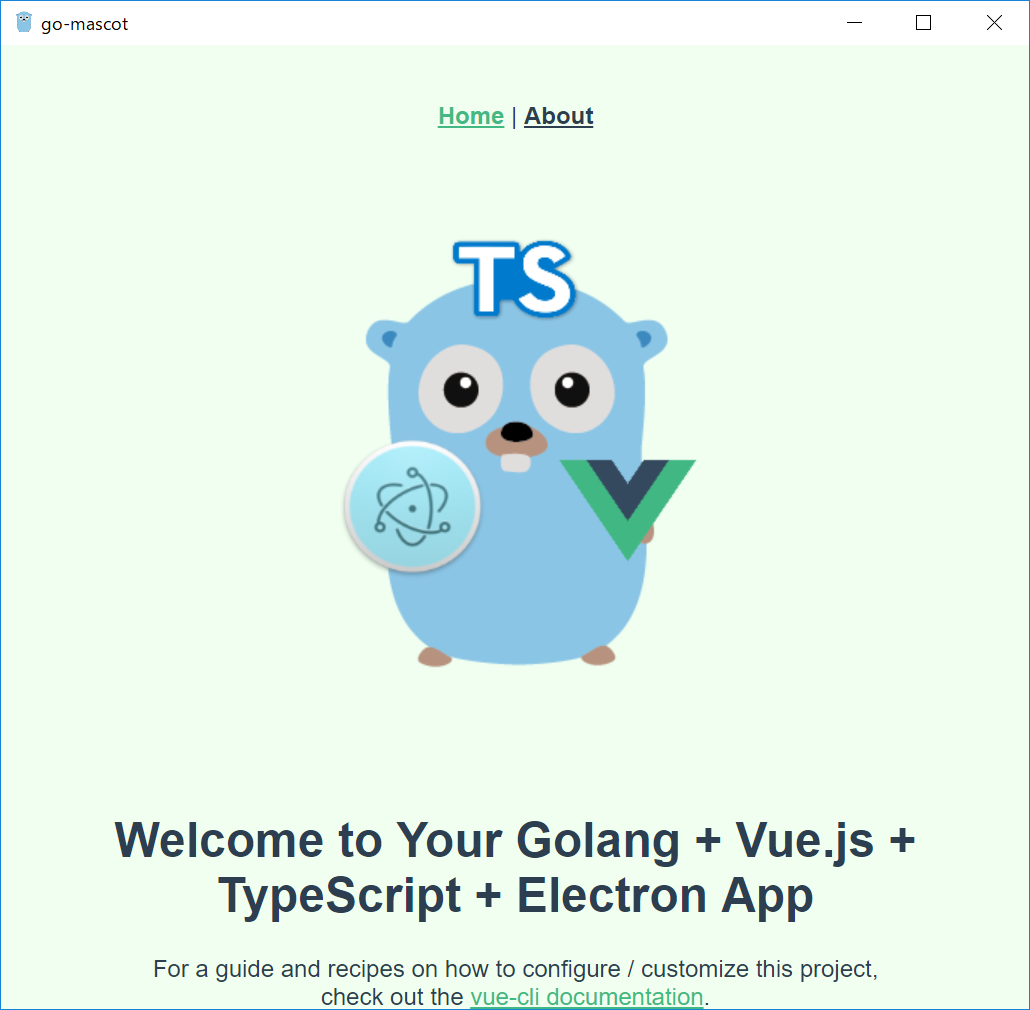 go-mascot
Home | About
TS
Welcome to Your Golang + Vue.js +
TypeScript + Electron App
For a guide and recipes on how to configure / customize this project,
check out the vue-cli documentation.